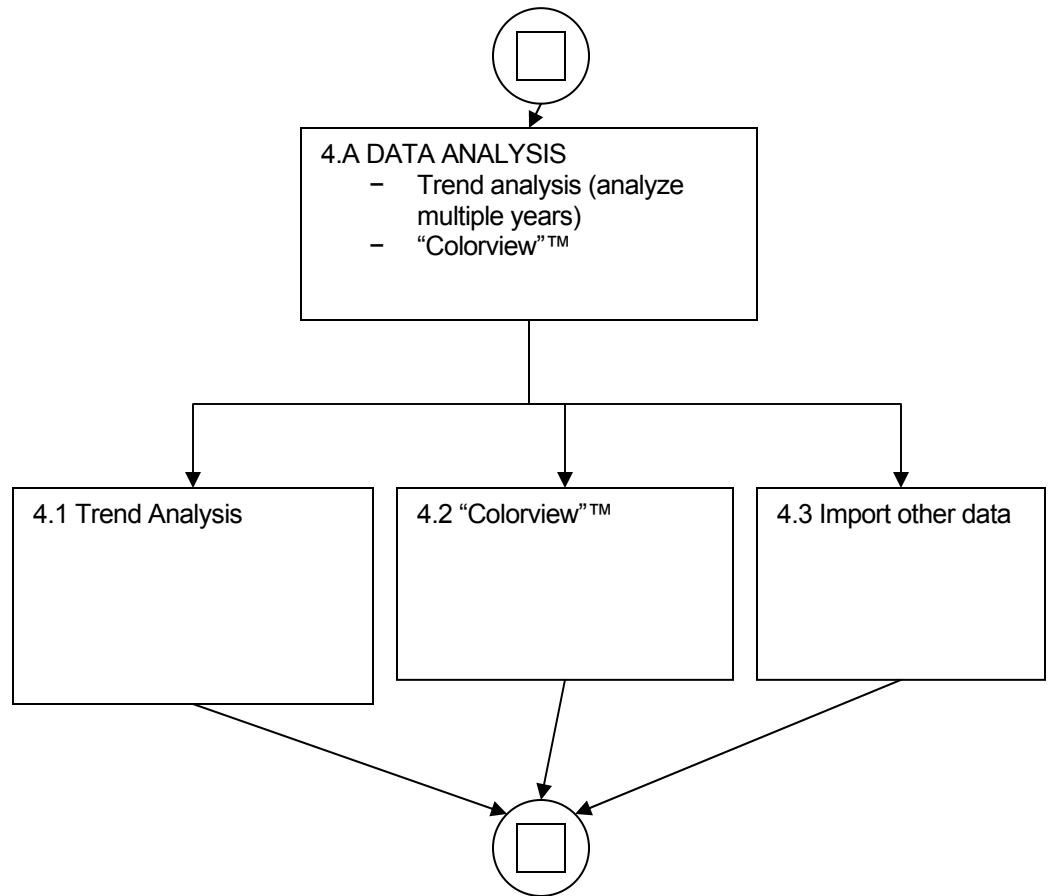 4.A DATA ANALYSIS
− Trend analysis (analyze
multiple years)
− “Colorview”™
4.1 Trend Analysis
4.2 “Colorview”™
4.3 Import other data